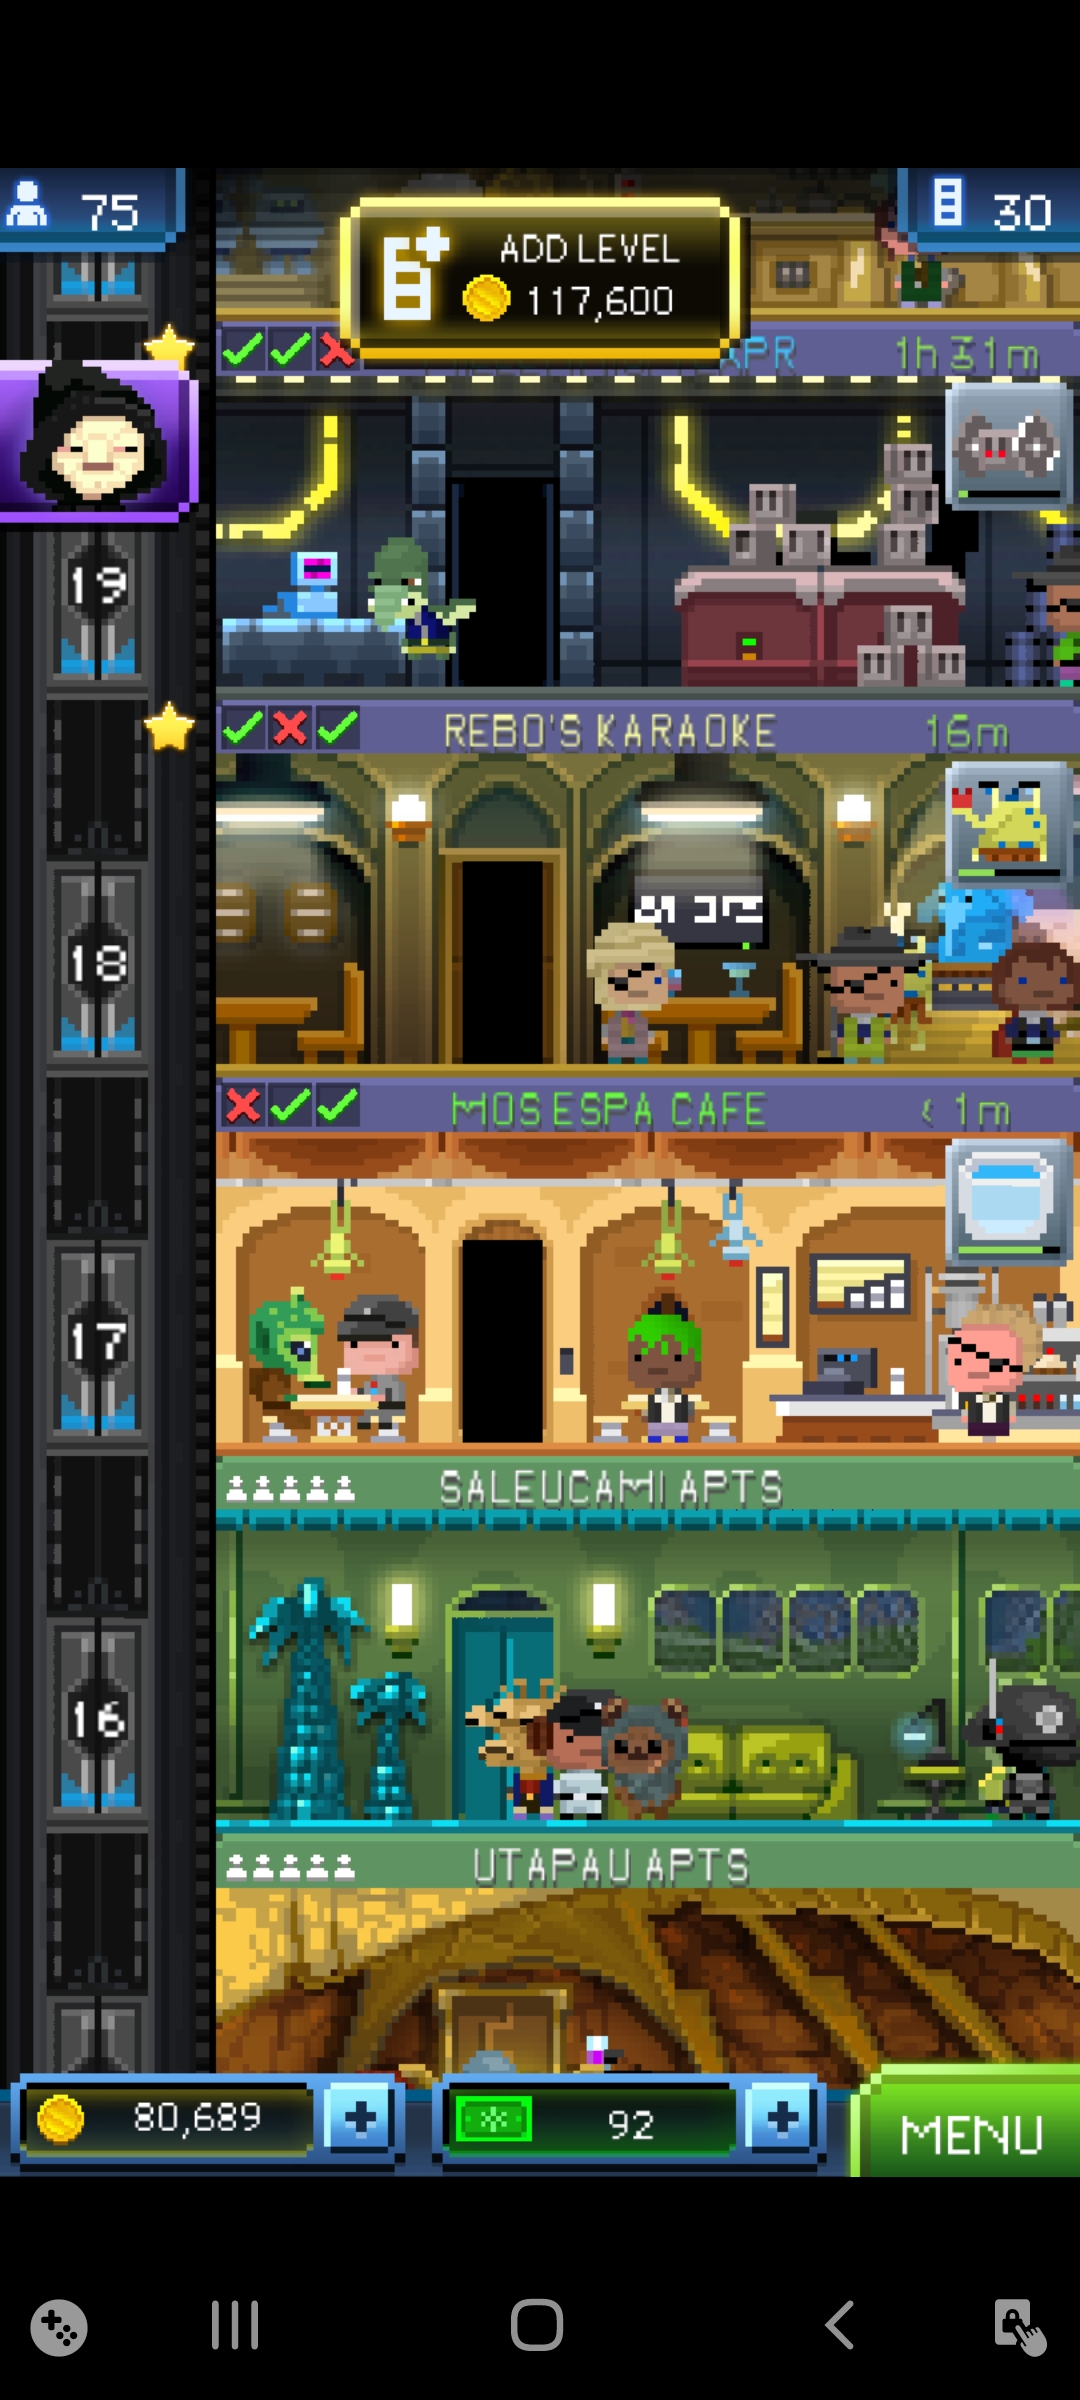 75
ADD LEVEL
117,600
30
1h 31m
19
REBO'S KARAOKE
16m
18
MOS ESPA CAFE
< 1m
17
SALEUCAMI APTS
16
UTAPAU APTS
80,689
92
MENU